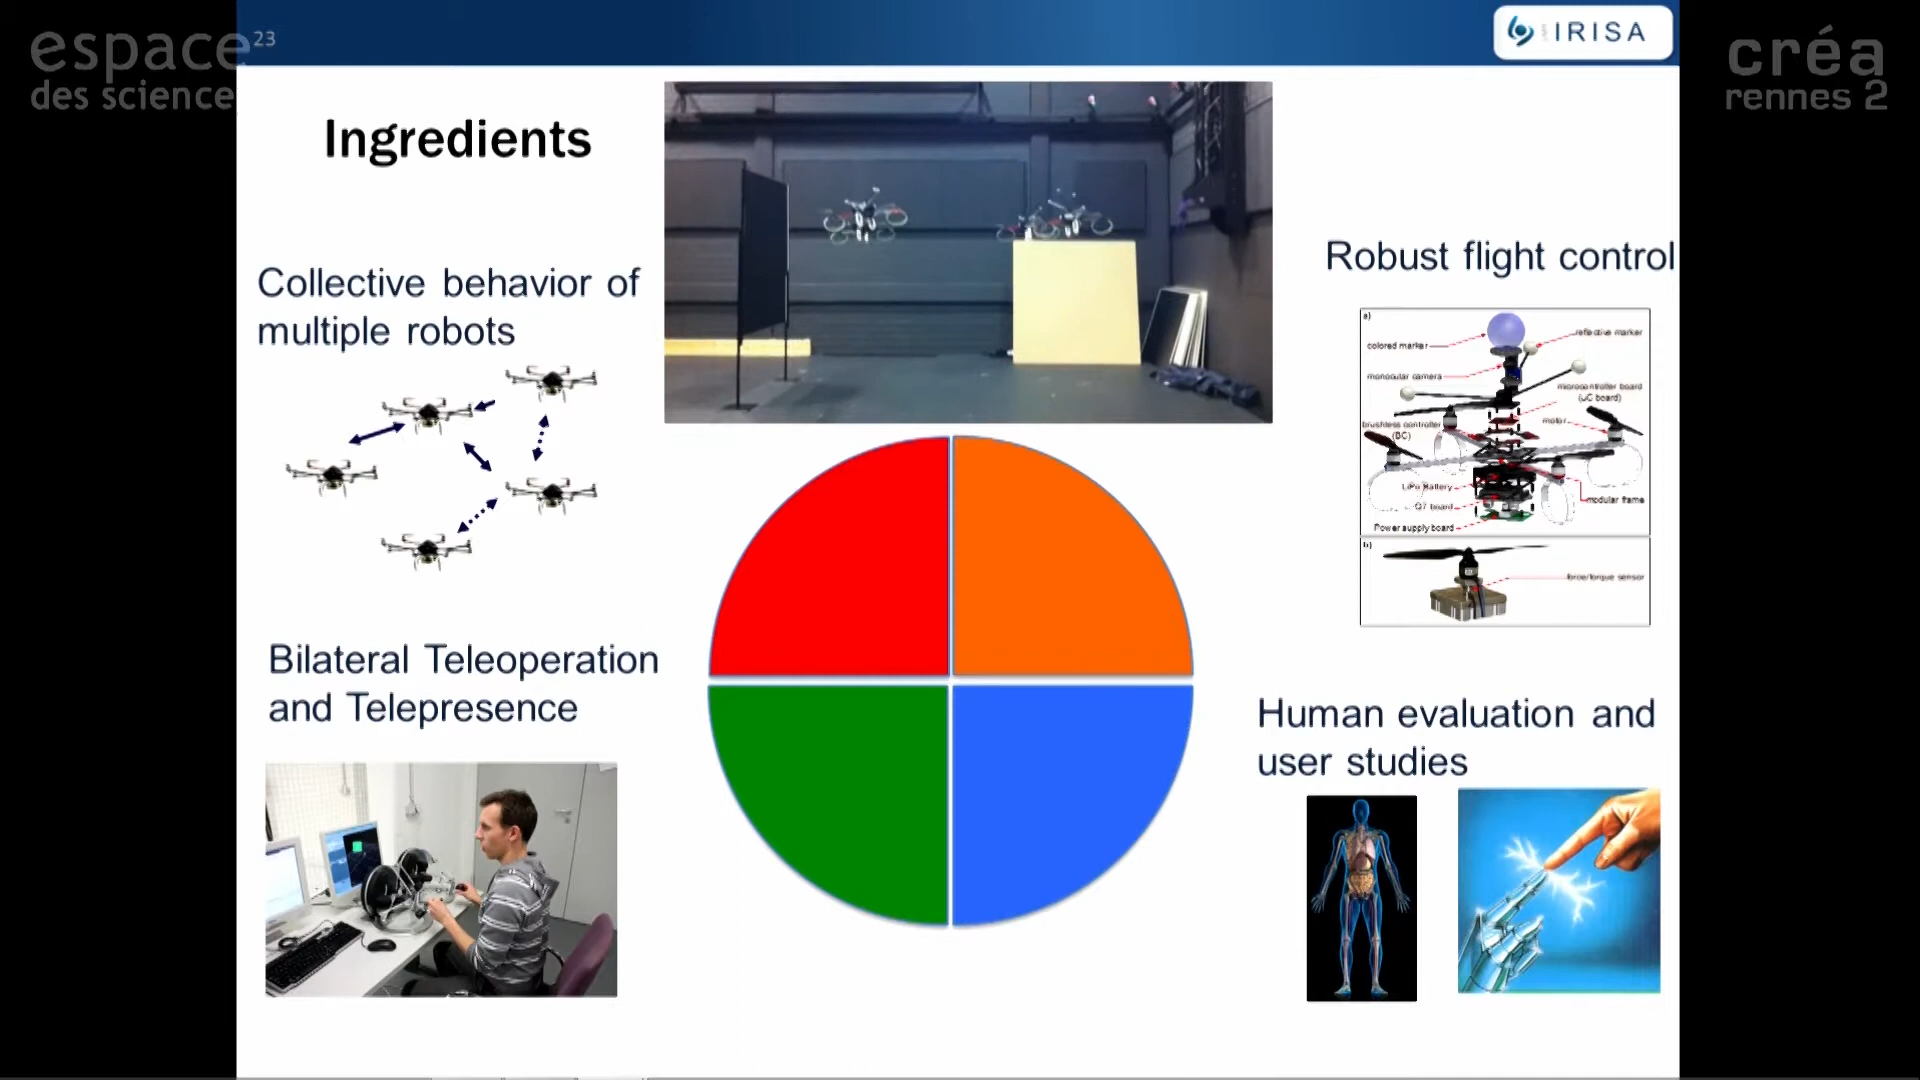 espace
des science
23
IRISA
créa
rennes 2
Ingredients
Collective behavior of
multiple robots
Robust flight control
a)
colored marker
reflective marker
monocular camera
microcontroller board
(µC board)
brushless controller
(BC)
motor
LiPo Battery
Q7 board
modular frame
Power supply board
b)
force/torque sensor
Bilateral Teleoperation
and Telepresence
Human evaluation and
user studies